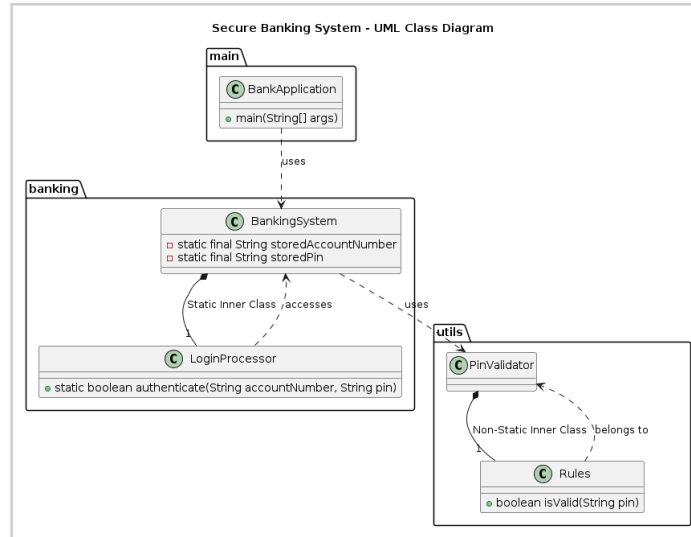 Secure Banking System - UML Class Diagram
main
C BankApplication
main(String[] args)
uses
banking
C BankingSystem
static final String storedAccountNumber
static final String storedPin
Static Inner Class
accesses
uses
1
C LoginProcessor
static boolean authenticate(String accountNumber, String pin)
utils
C PinValidator
Non-Static Inner Class
belongs to
1
C Rules
boolean isValid(String pin)